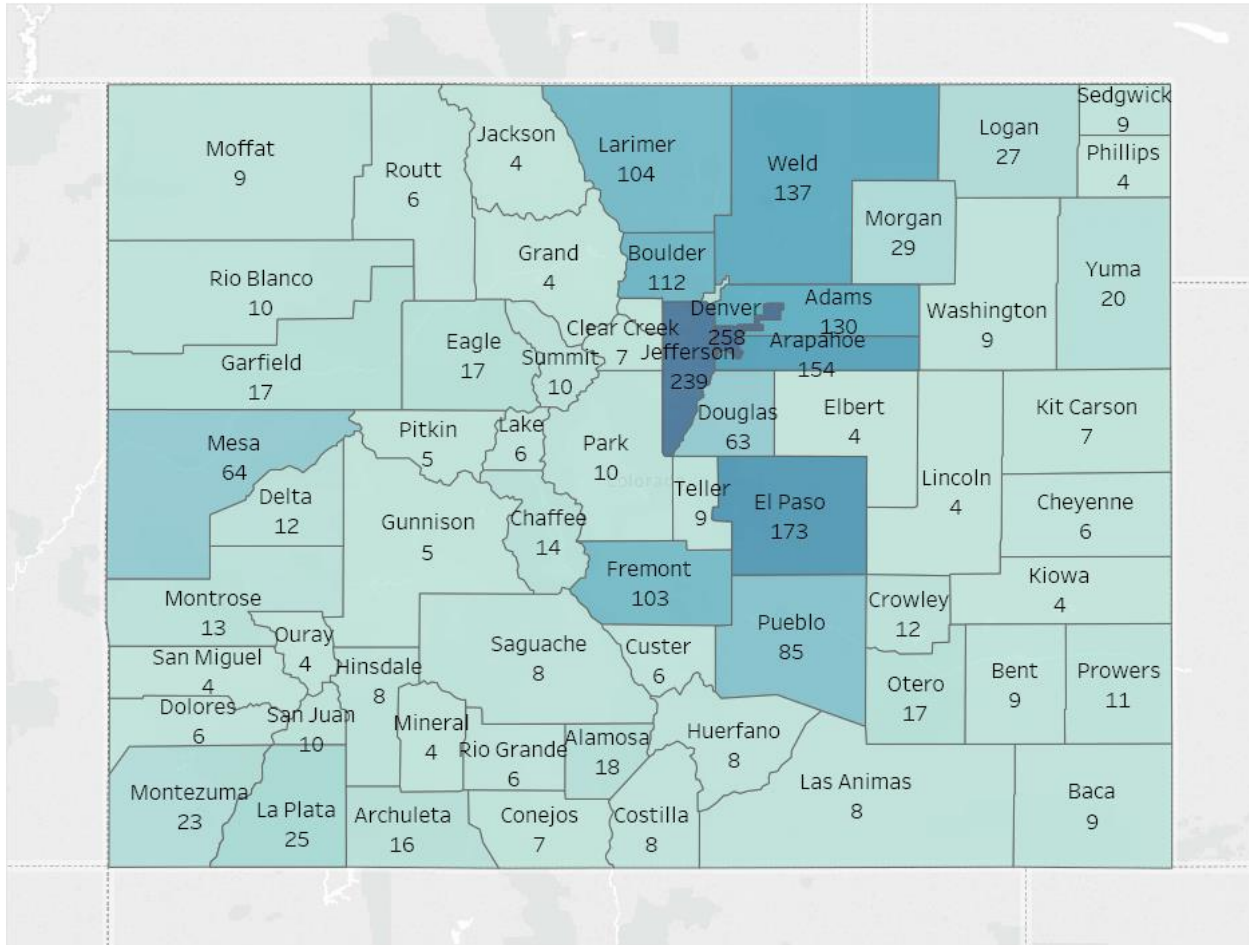 Sedgwick
9
Jackson
4
Larimer
104
Logan
27
Moffat
9
Phillips
4
Weld
137
Routt
6
Morgan
29
Grand
4
Boulder
112
Yuma
20
Rio Blanco
10
Adams
130
Denver
258
Washington
9
Clear Creek
7
Eagle
17
Arapahoe
154
Summit
10
Jefferson
239
Garfield
17
Kit Carson
7
Elbert
4
Douglas
63
Lake
6
Pitkin
5
Mesa
64
Park
10
Colorado
Lincoln
4
Teller
9
Delta
12
El Paso
173
Cheyenne
6
Chaffee
14
Gunnison
5
Fremont
103
Kiowa
4
Montrose
13
Crowley
12
Pueblo
85
Ouray
4
Saguache
8
Custer
6
San Miguel
4
Hinsdale
8
Bent
9
Prowers
11
Otero
17
Dolores
6
San Juan
10
Mineral
4
Huerfano
8
Alamosa
18
Rio Grande
6
Las Animas
8
Montezuma
23
Baca
9
La Plata
25
Archuleta
16
Conejos
7
Costilla
8